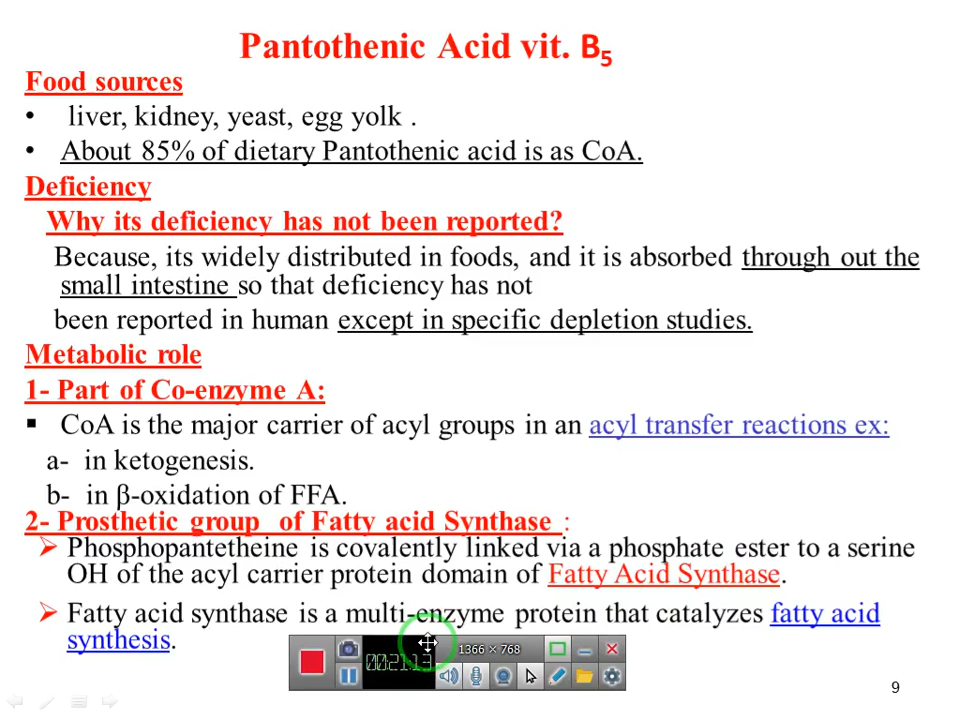 Pantothenic Acid vit. B5
Food sources
• liver, kidney, yeast, egg yolk .
• About 85% of dietary Pantothenic acid is as CoA.
Deficiency
Why its deficiency has not been reported?
Because, its widely distributed in foods, and it is absorbed through out the
small intestine so that deficiency has not
been reported in human except in specific depletion studies.
Metabolic role
1- Part of Co-enzyme A:
▪ CoA is the major carrier of acyl groups in an acyl transfer reactions ex:
a- in ketogenesis.
b- in β-oxidation of FFA.
2- Prosthetic group of Fatty acid Synthase :
➢ Phosphopantetheine is covalently linked via a phosphate ester to a serine
OH of the acyl carrier protein domain of Fatty Acid Synthase.
➢ Fatty acid synthase is a multi-enzyme protein that catalyzes fatty acid
synthesis.
1366 × 768
00:21:13
9